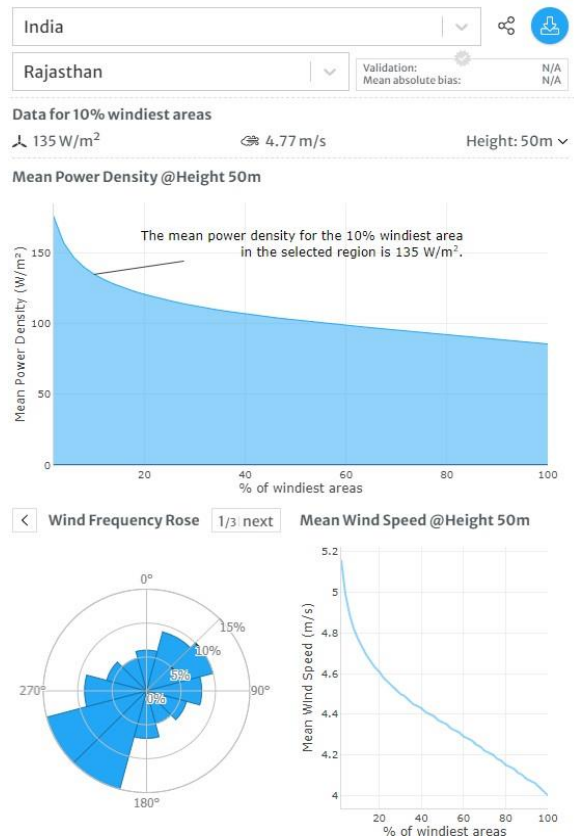 India
Rajasthan
Validation: N/A
Mean absolute bias: N/A
Data for 10% windiest areas
135 W/m²
4.77 m/s
Height: 50m
Mean Power Density @Height 50m
The mean power density for the 10% windiest area
in the selected region is 135 W/m².
Mean Power Density (W/m²)
150
100
50
0
20 40 60 80 100
% of windiest areas
Wind Frequency Rose
1/3 next
0°
15%
10%
5%
0%
270°
90°
180°
Mean Wind Speed @Height 50m
Mean Wind Speed (m/s)
5.2
5
4.8
4.6
4.4
4.2
4
20 40 60 80 100
% of windiest areas